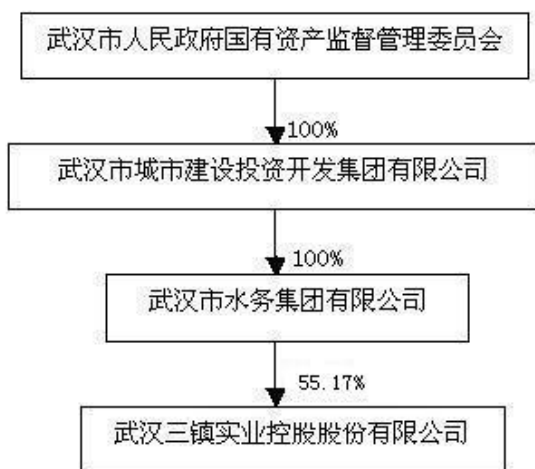 武汉市人民政府国有资产监督管理委员会
100%
武汉市城市建设投资开发集团有限公司
100%
武汉市水务集团有限公司
55.17%
武汉三镇实业控股股份有限公司